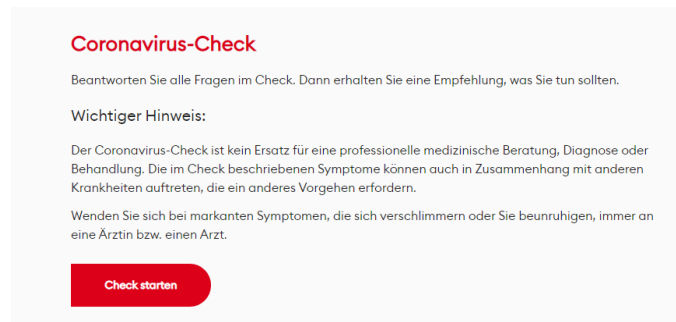 Coronavirus-Check
Beantworten Sie alle Fragen im Check. Dann erhalten Sie eine Empfehlung, was Sie tun sollten.
Wichtiger Hinweis:
Der Coronavirus-Check ist kein Ersatz für eine professionelle medizinische Beratung, Diagnose oder
Behandlung. Die im Check beschriebenen Symptome können auch in Zusammenhang mit anderen
Krankheiten auftreten, die ein anderes Vorgehen erfordern.
Wenden Sie sich bei markanten Symptomen, die sich verschlimmern oder Sie beunruhigen, immer an
eine Ärztin bzw. einen Arzt.
Check starten